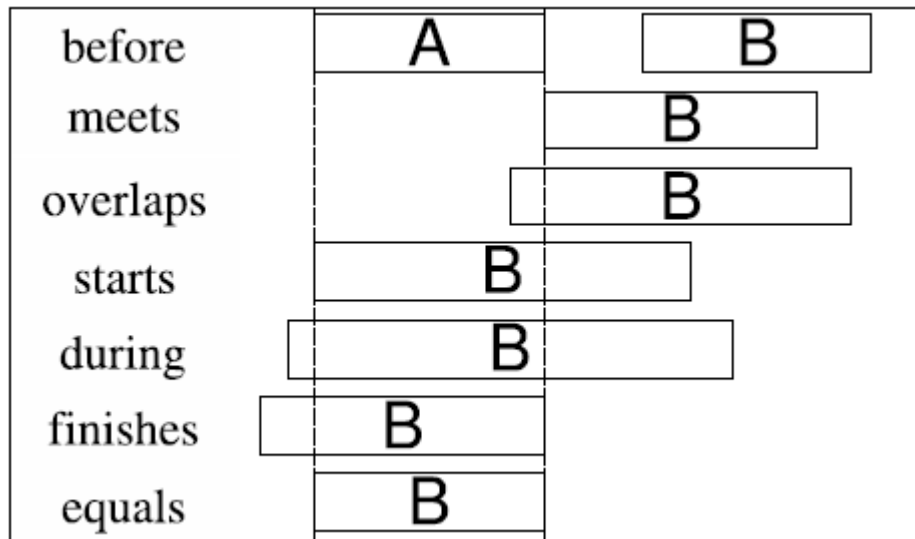 before A B
meets B
overlaps B
starts B
during B
finishes B
equals B